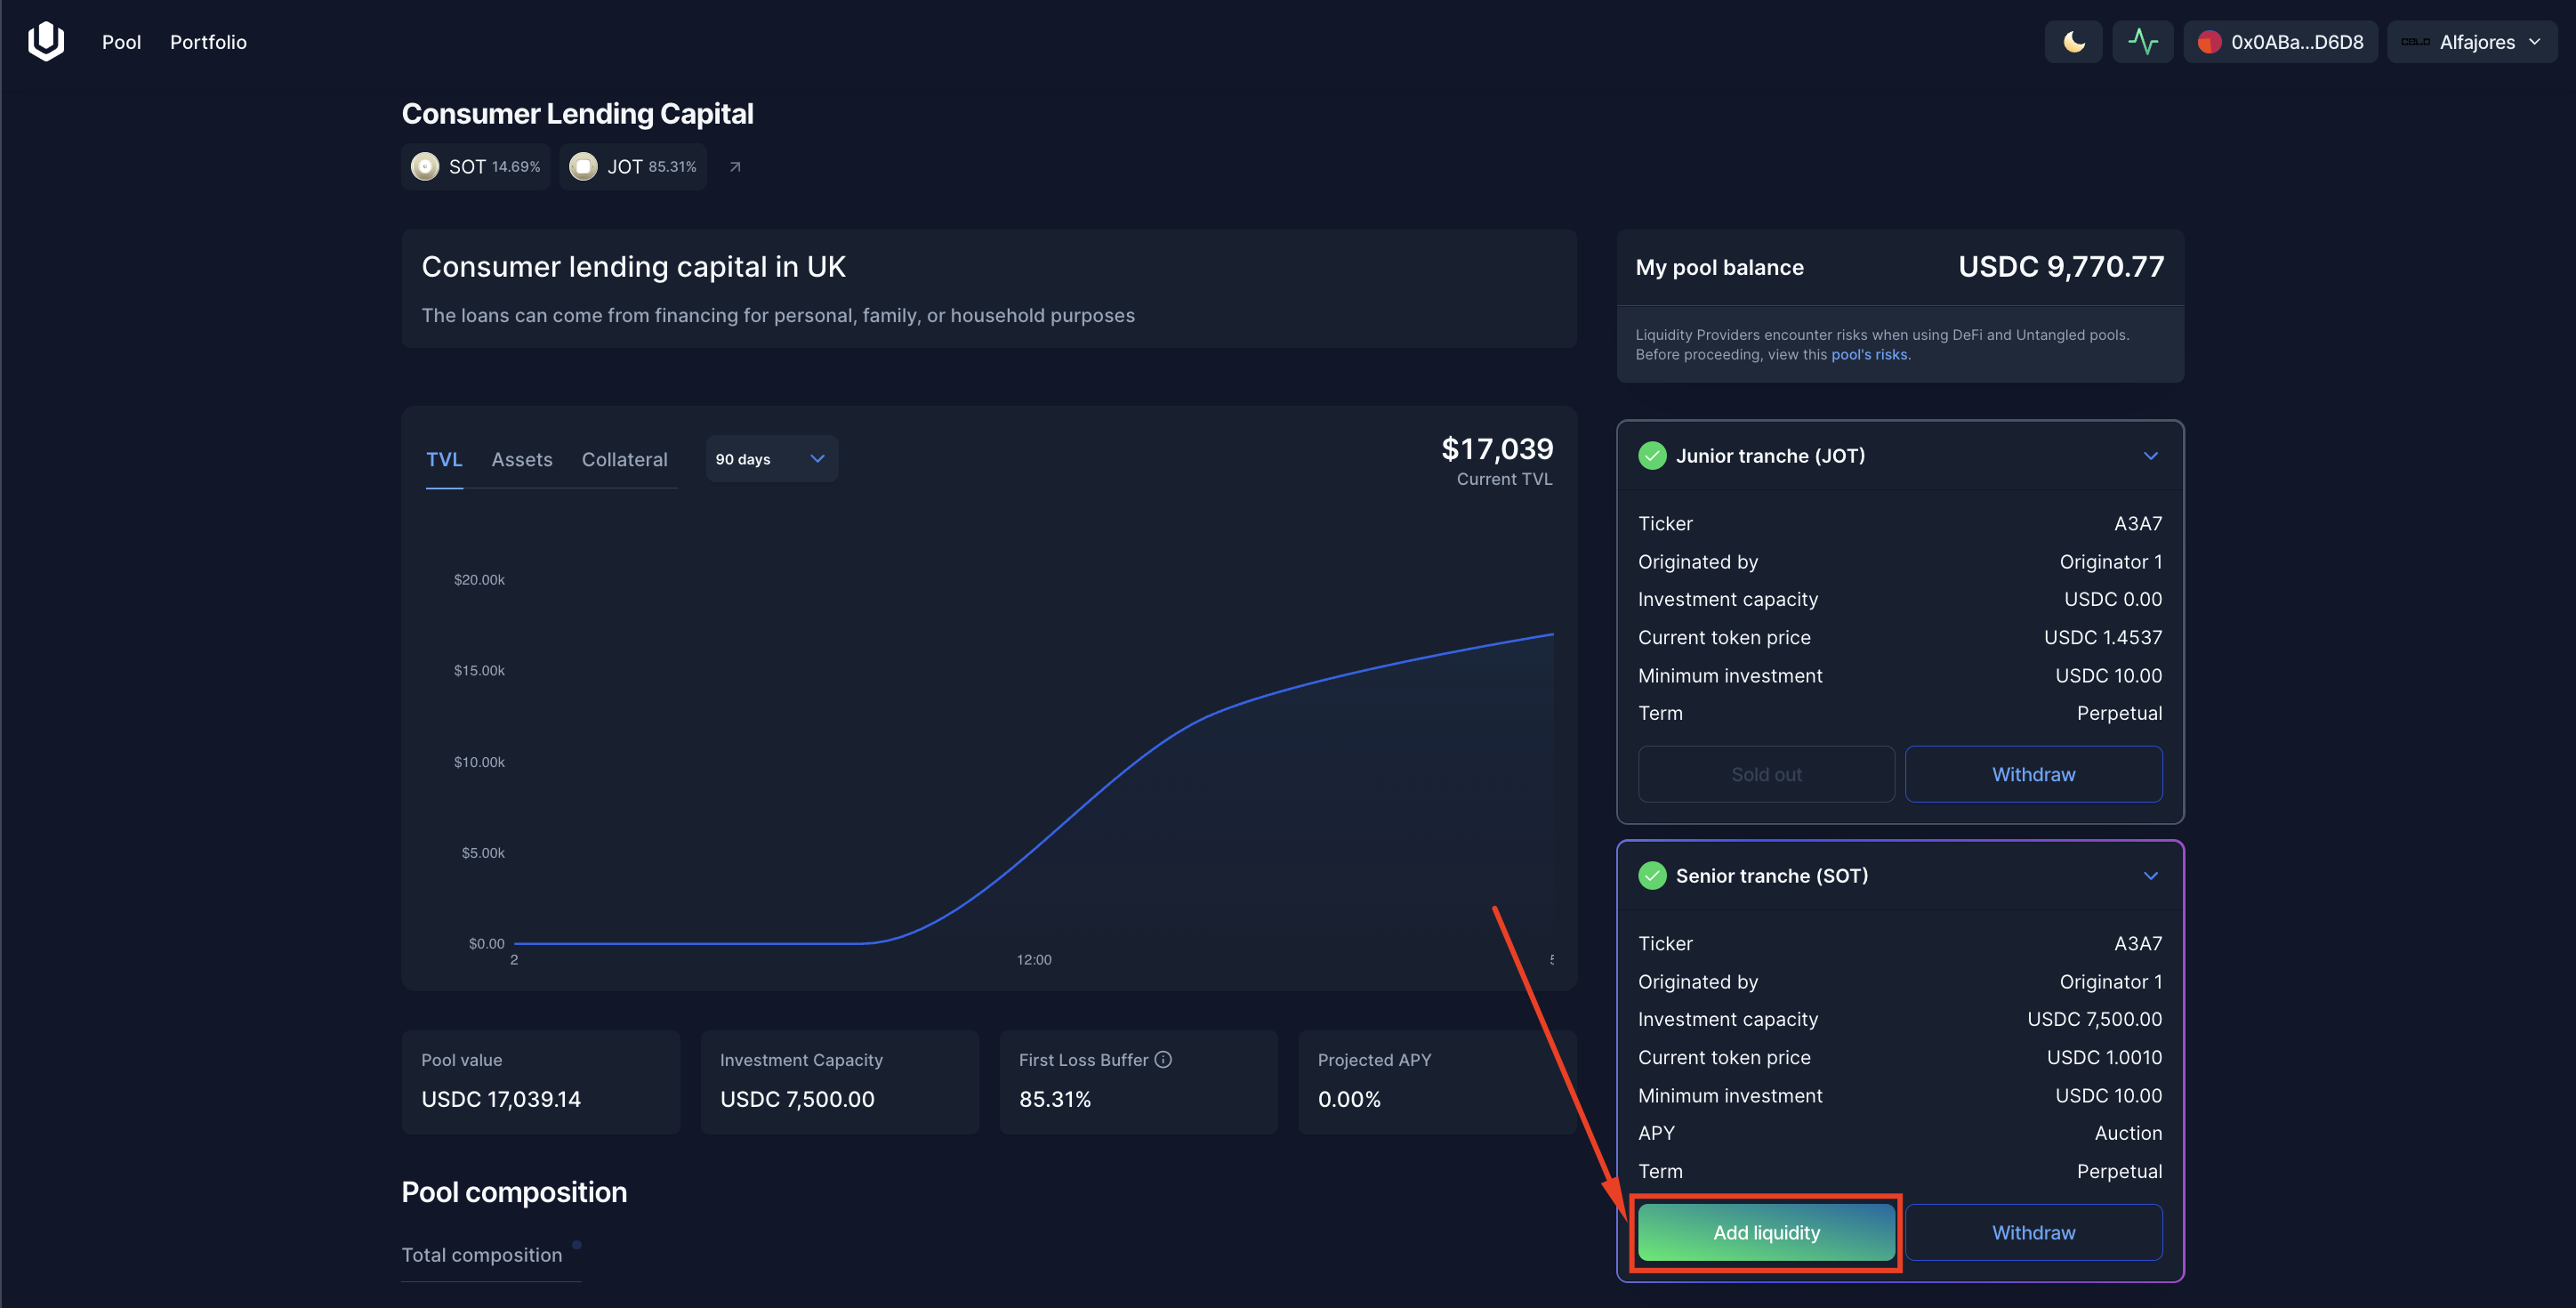 Pool Portfolio 0x0ABa...D6D8 CELO Alfajores
Consumer Lending Capital
SOT 14.69% JOT 85.31%
Consumer lending capital in UK
The loans can come from financing for personal, family, or household purposes
My pool balance USDC 9,770.77
Liquidity Providers encounter risks when using DeFi and Untangled pools.
Before proceeding, view this pool's risks.
TVL Assets Collateral 90 days
$17,039
Current TVL
$20.00k
$15.00k
$10.00k
$5.00k
$0.00
2 12:00 5
Junior tranche (JOT)
Ticker A3A7
Originated by Originator 1
Investment capacity USDC 0.00
Current token price USDC 1.4537
Minimum investment USDC 10.00
Term Perpetual
Sold out Withdraw
Senior tranche (SOT)
Ticker A3A7
Originated by Originator 1
Investment capacity USDC 7,500.00
Current token price USDC 1.0010
Minimum investment USDC 10.00
APY Auction
Term Perpetual
Add liquidity Withdraw
Pool value
USDC 17,039.14
Investment Capacity
USDC 7,500.00
First Loss Buffer
85.31%
Projected APY
0.00%
Pool composition
Total composition